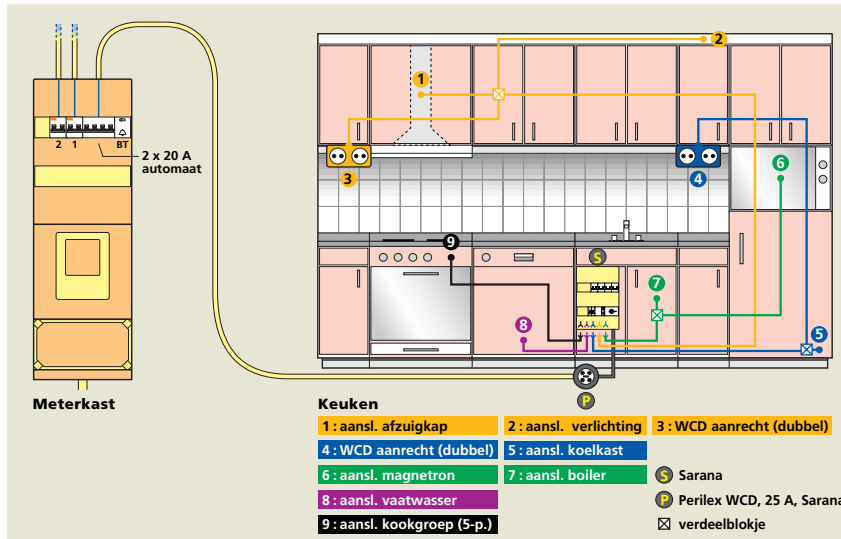 2 1 BT
2 x 20 A
automaat
1
2
3
4
5
6
7
8
9
S
P
Meterkast
Keuken
1 : aansl. afzuigkap
2 : aansl. verlichting
3 : WCD aanrecht (dubbel)
4 : WCD aanrecht (dubbel)
5 : aansl. koelkast
6 : aansl. magnetron
7 : aansl. boiler
S Sarana
8 : aansl. vaatwasser
P Perilex WCD, 25 A, Sarana
9 : aansl. kookgroep (5-p.)
verdeelblokje